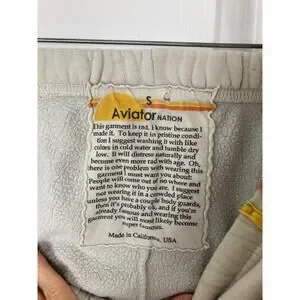 S
Aviator NATION
This garment is rad, i know because i
made it. To keep it in pristine condi-
tion I suggest washing it with like
colors in cold water and tumble dry
low. It will distress naturally and
become even more rad with age. Oh,
there is one problem with wearing this
garment I must warn you about:
People will come out of no where and
want to know who you are. I suggest
not wearing it in a crowded place
unless you have a couple body guards,
then it's probably ok, and if you're
already famous and wearing this
garment you will most likely become
super famous.
Made in California, USA